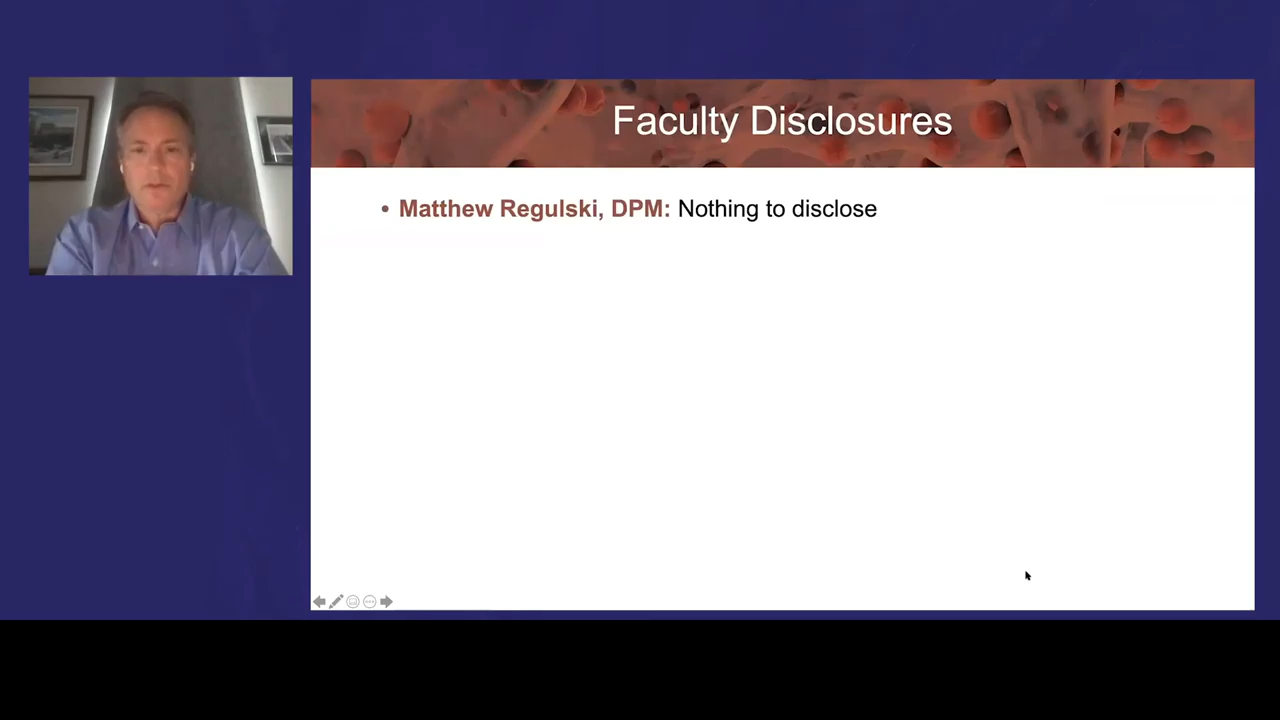 Faculty Disclosures
• Matthew Regulski, DPM: Nothing to disclose